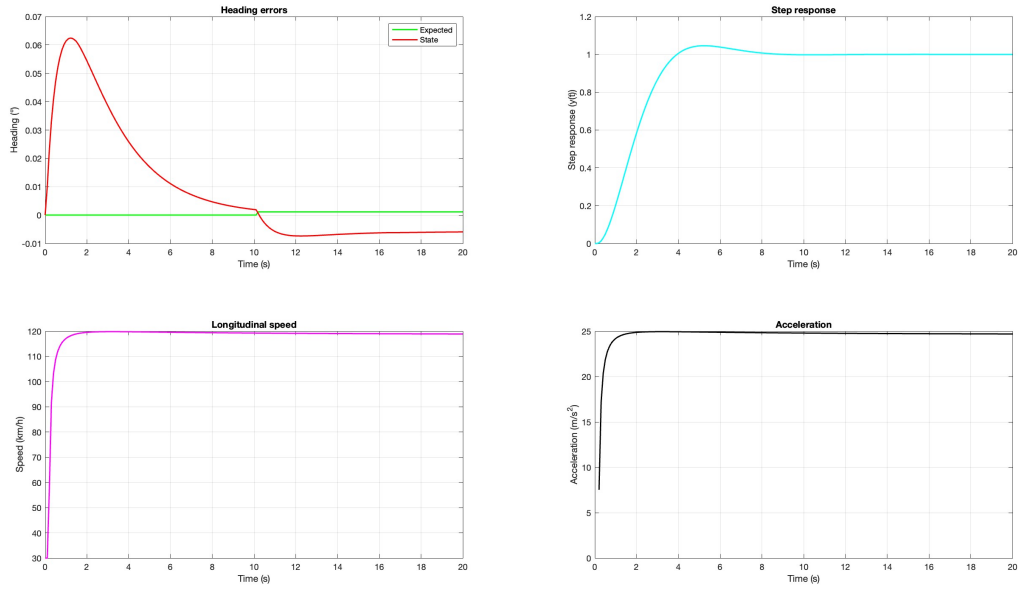 Heading errors
0.07
0.06
0.05
0.04
0.03
0.02
0.01
0
-0.01
Heading (°)
Expected
State
0 2 4 6 8 10 12 14 16 18 20
Time (s)
Step response
1.2
1
0.8
0.6
0.4
0.2
0
Step response (y(t)
0 2 4 6 8 10 12 14 16 18 20
Time (s)
Longitudinal speed
120
110
100
90
80
70
60
50
40
30
Speed (km/h)
0 2 4 6 8 10 12 14 16 18 20
Time (s)
Acceleration
25
20
15
10
5
0
Acceleration (m/s²)
0 2 4 6 8 10 12 14 16 18 20
Time (s)